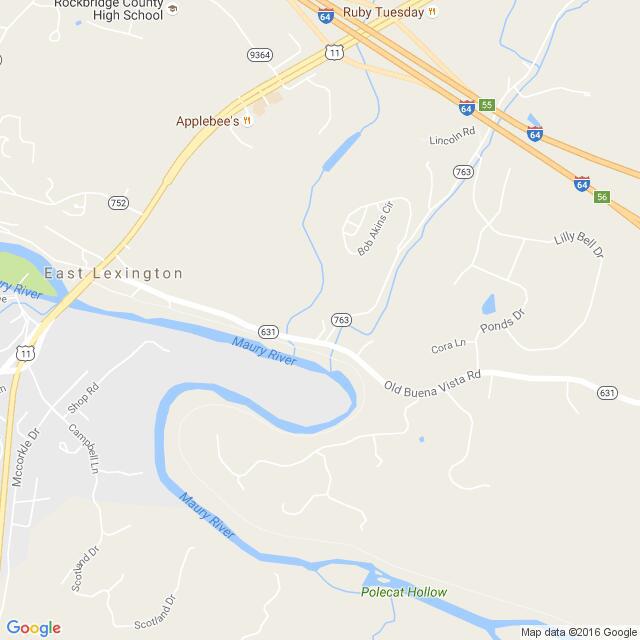 Rockbridge County
High School
64
Ruby Tuesday
11
9364
64
55
Applebee's
Lincoln Rd
64
763
64
56
752
Bob Akins Cir
Lilly Bell Dr
East Lexington
Maury River
763
631
Ponds Dr
Cora Ln
Maury River
11
Old Buena Vista Rd
631
Shop Rd
Mccorkle Dr
Campbell Ln
Maury River
Scotland Dr
Polecat Hollow
Scotland Dr
Google
Map data ©2016 Google